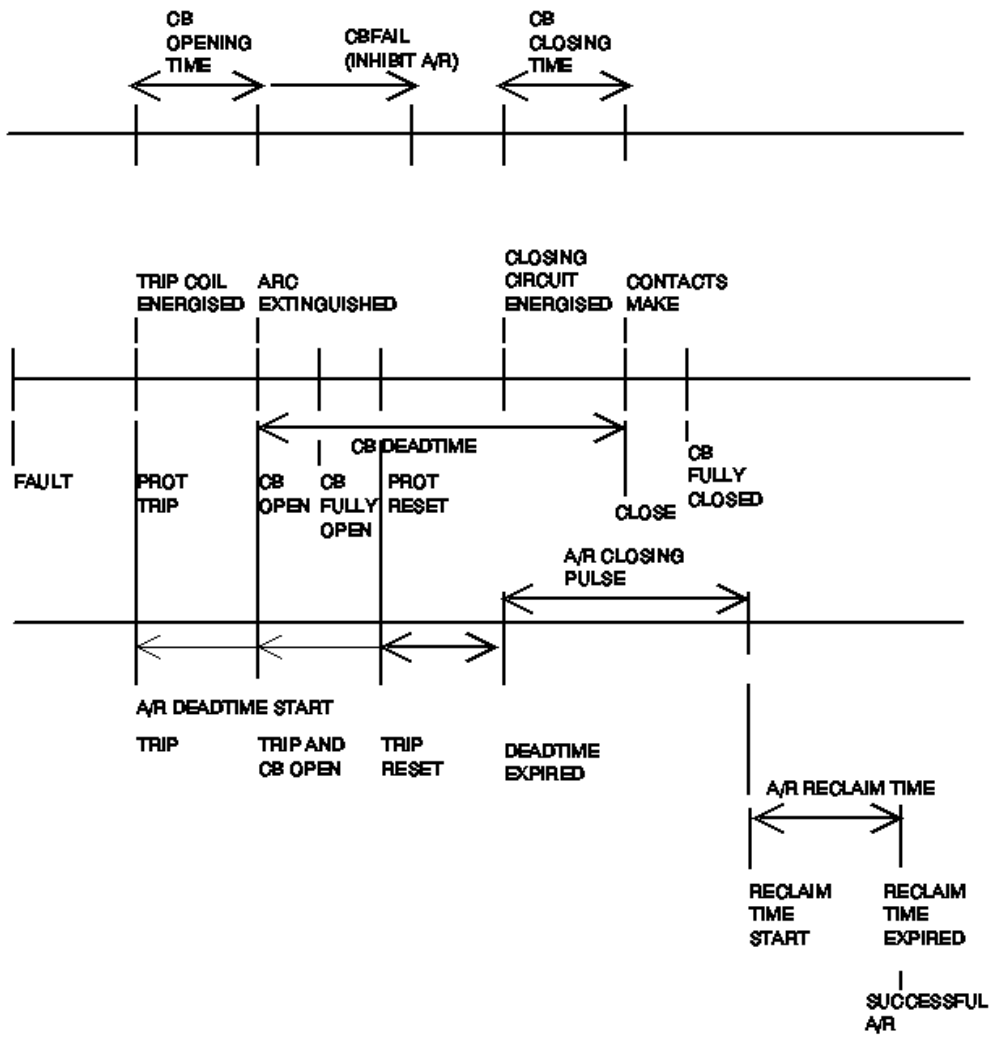 CB
OPENING
TIME
CBFAIL
(INHIBIT A/R)
CB
CLOSING
TIME
TRIP COIL
ENERGISED
ARC
EXTINGUISHED
CLOSING
CIRCUIT
ENERGISED
CONTACTS
MAKE
CB DEADTIME
FAULT
PROT
TRIP
CB
OPEN
CB
FULLY
OPEN
PROT
RESET
CLOSE
CB
FULLY
CLOSED
A/R CLOSING
PULSE
A/R DEADTIME START
TRIP
TRIP AND
CB OPEN
TRIP
RESET
DEADTIME
EXPIRED
A/R RECLAIM TIME
RECLAIM
TIME
START
RECLAIM
TIME
EXPIRED
SUCCESSFUL
A/R